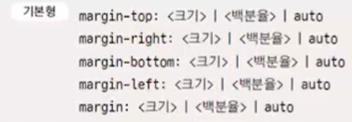 기본형
margin-top: <크기> | <백분율> | auto
margin-right: <크기> | <백분율> | auto
margin-bottom: <크기> | <백분율> | auto
margin-left: <크기> | <백분율> | auto
margin: <크기> | <백분율> | auto